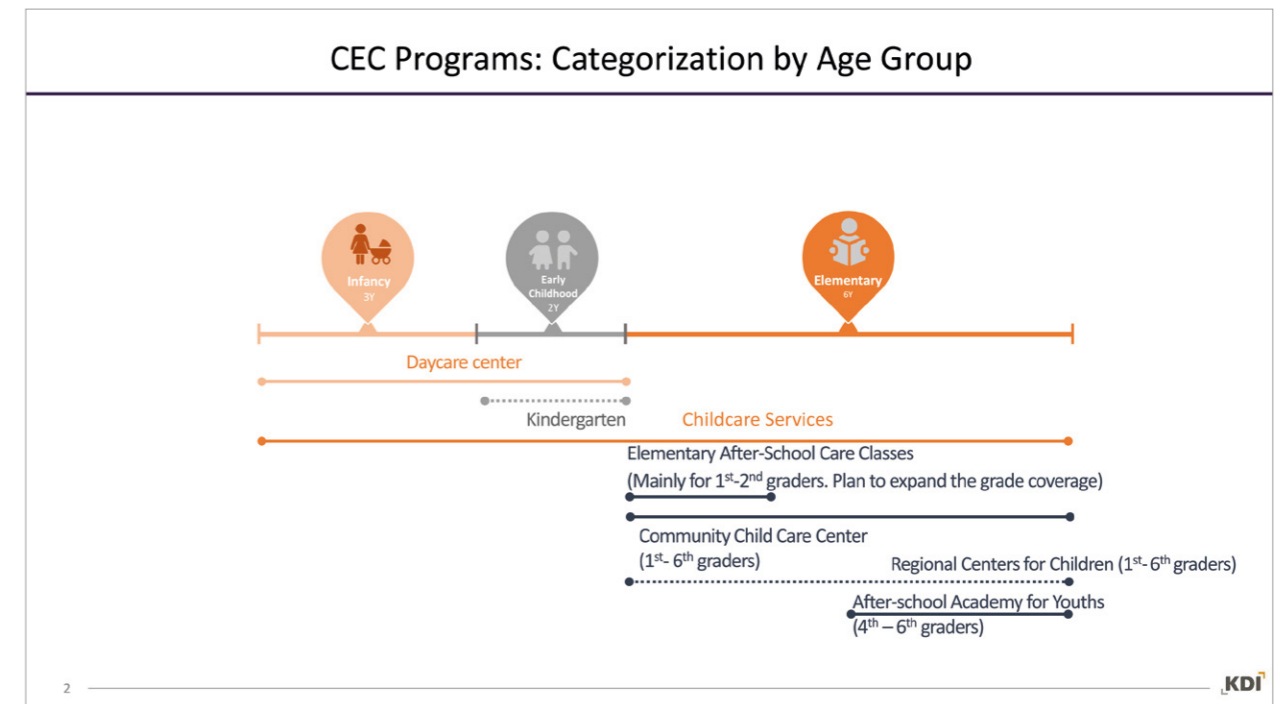 CEC Programs: Categorization by Age Group
Infancy
3Y
Early
Childhood
2Y
Elementary
6Y
Daycare center
Kindergarten
Childcare Services
Elementary After-School Care Classes
(Mainly for 1st-2nd graders. Plan to expand the grade coverage)
Community Child Care Center
(1st- 6th graders)
Regional Centers for Children (1st- 6th graders)
After-school Academy for Youths
(4th – 6th graders)
2
KDI